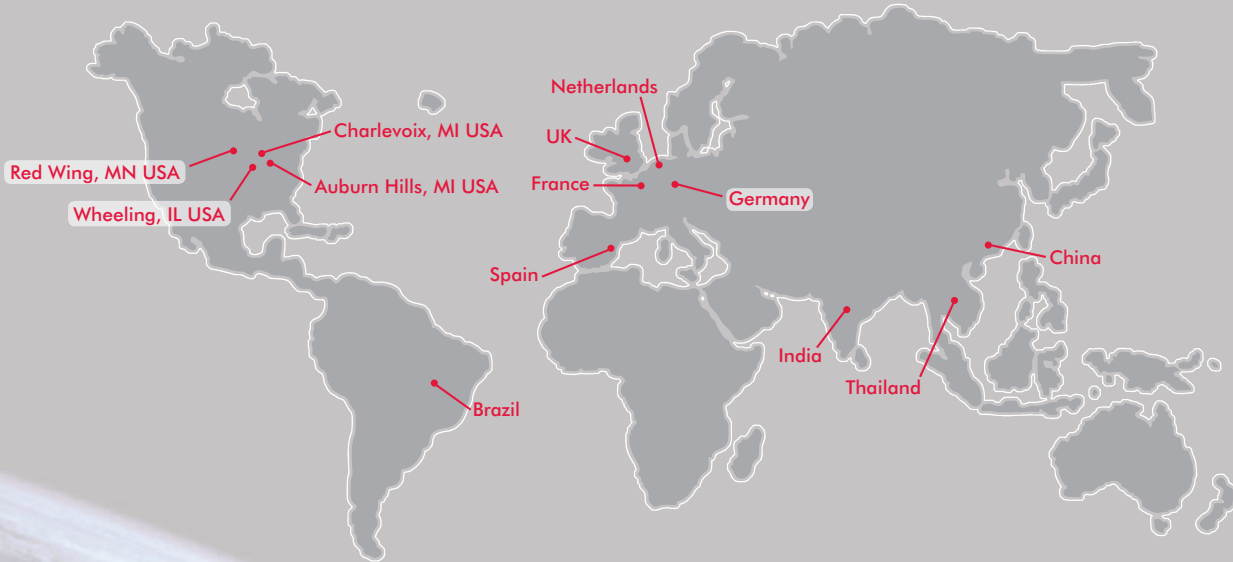 Netherlands
Charlevoix, MI USA
UK
Red Wing, MN USA
Auburn Hills, MI USA
France
Germany
Wheeling, IL USA
China
Spain
India
Thailand
Brazil